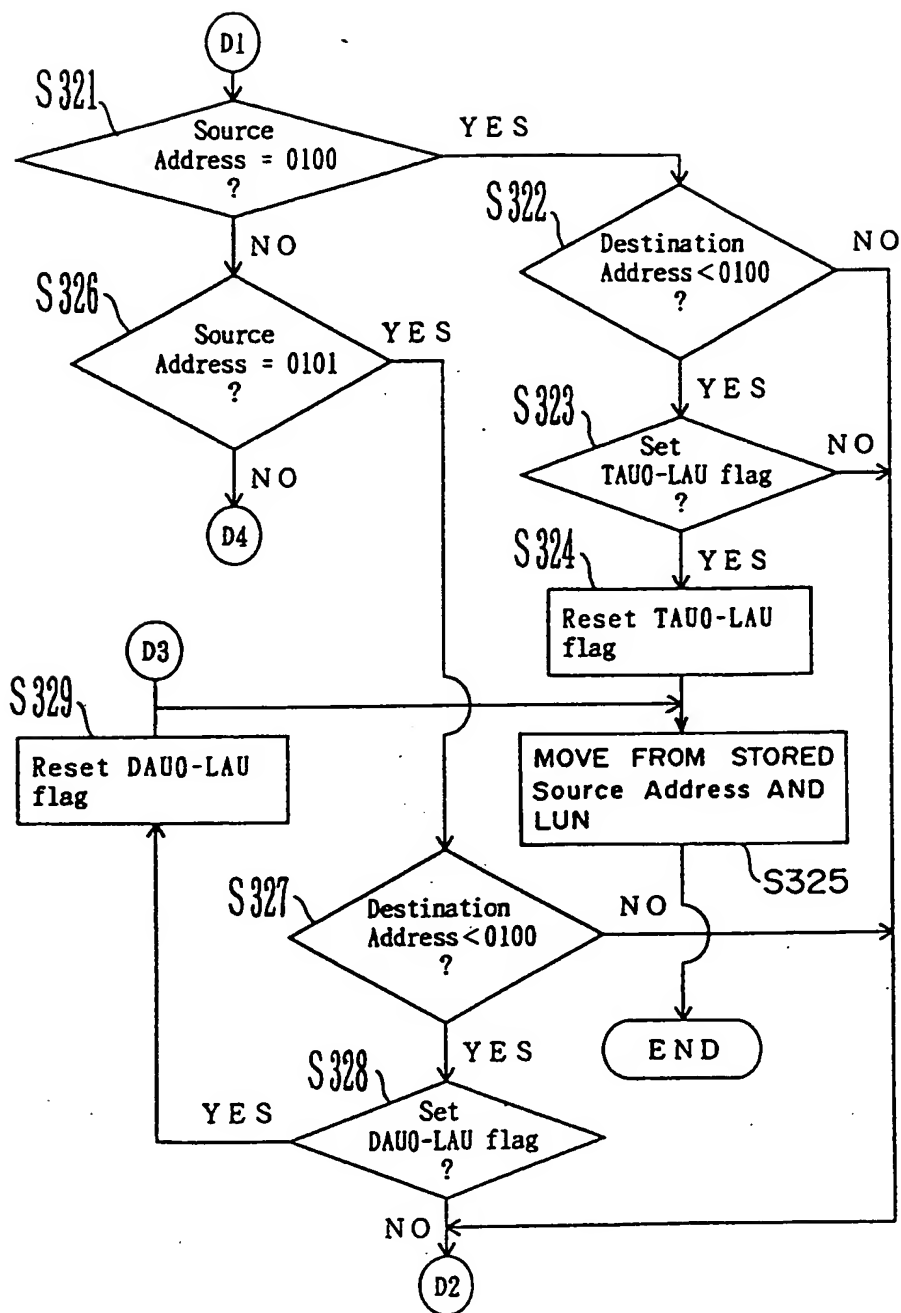 D1
S321
Source
Address = 0100
?
YES
NO
S322
Destination
Address<0100
?
NO
YES
S326
Source
Address = 0101
?
YES
NO
D4
S323
Set
TAU0-LAU flag
?
NO
YES
S324
Reset TAU0-LAU
flag
D3
S329
Reset DAU0-LAU
flag
MOVE FROM STORED
Source Address AND
LUN
S325
S327
Destination
Address<0100
?
NO
YES
END
S328
Set
DAU0-LAU flag
?
YES
NO
D2